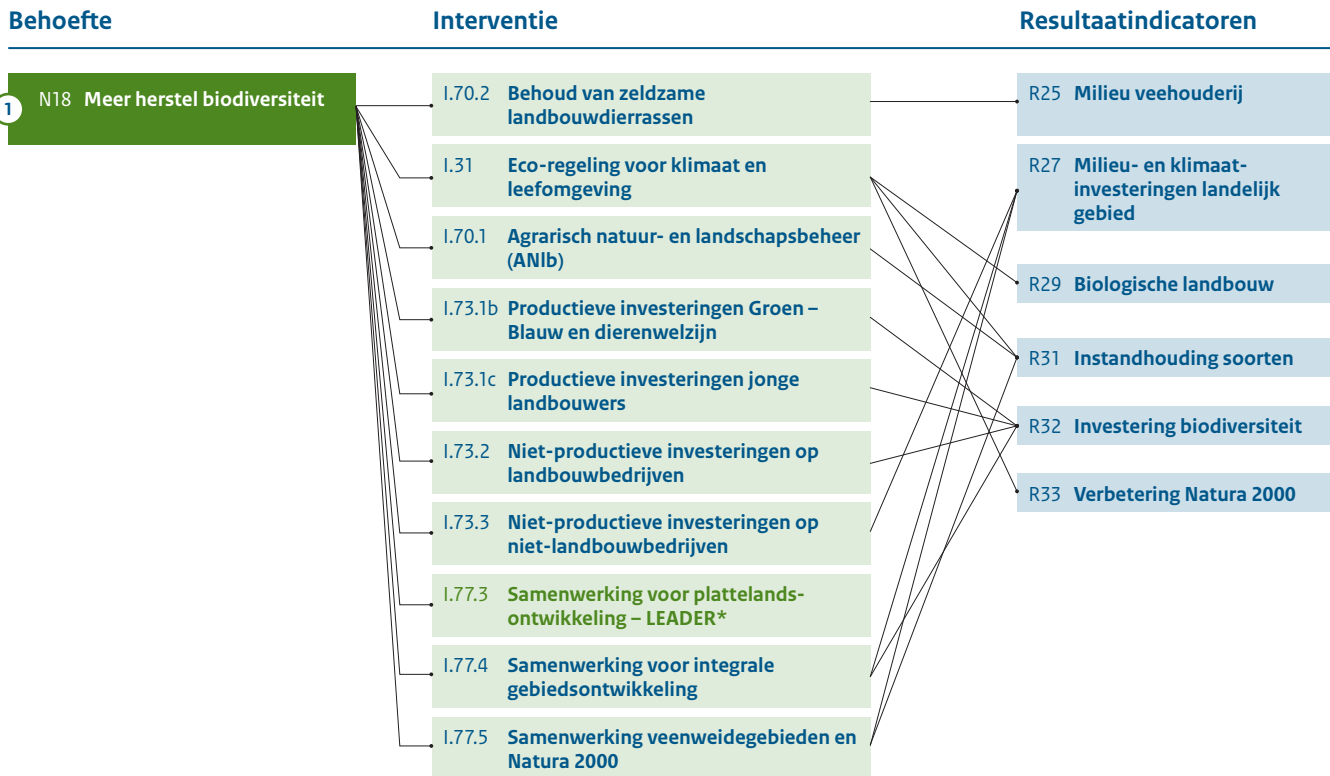 Behoefte
Interventie
Resultaatindicatoren
1
N18 Meer herstel biodiversiteit
I.70.2 Behoud van zeldzame
landbouwdierrassen
I.31 Eco-regeling voor klimaat en
leefomgeving
I.70.1 Agrarisch natuur- en landschapsbeheer
(ANlb)
I.73.1b Productieve investeringen Groen –
Blauw en dierenwelzijn
I.73.1c Productieve investeringen jonge
landbouwers
I.73.2 Niet-productieve investeringen op
landbouwbedrijven
I.73.3 Niet-productieve investeringen op
niet-landbouwbedrijven
I.77.3 Samenwerking voor plattelands-
ontwikkeling – LEADER*
I.77.4 Samenwerking voor integrale
gebiedsontwikkeling
I.77.5 Samenwerking veenweidegebieden en
Natura 2000
R25 Milieu veehouderij
R27 Milieu- en klimaat-
investeringen landelijk
gebied
R29 Biologische landbouw
R31 Instandhouding soorten
R32 Investering biodiversiteit
R33 Verbetering Natura 2000